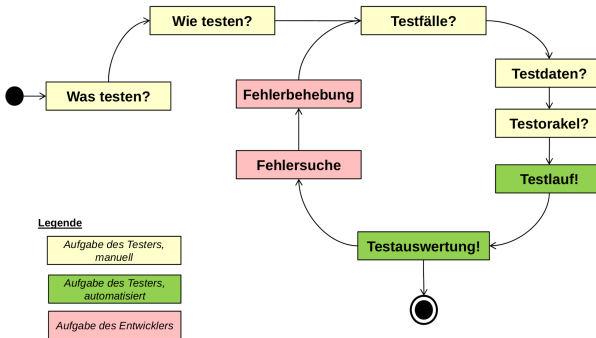 Wie testen?
Testfälle?
Was testen?
Fehlerbehebung
Testdaten?
Testorakel?
Fehlersuche
Testlauf!
Testauswertung!
Legende
Aufgabe des Testers,
manuell
Aufgabe des Testers,
automatisiert
Aufgabe des Entwicklers